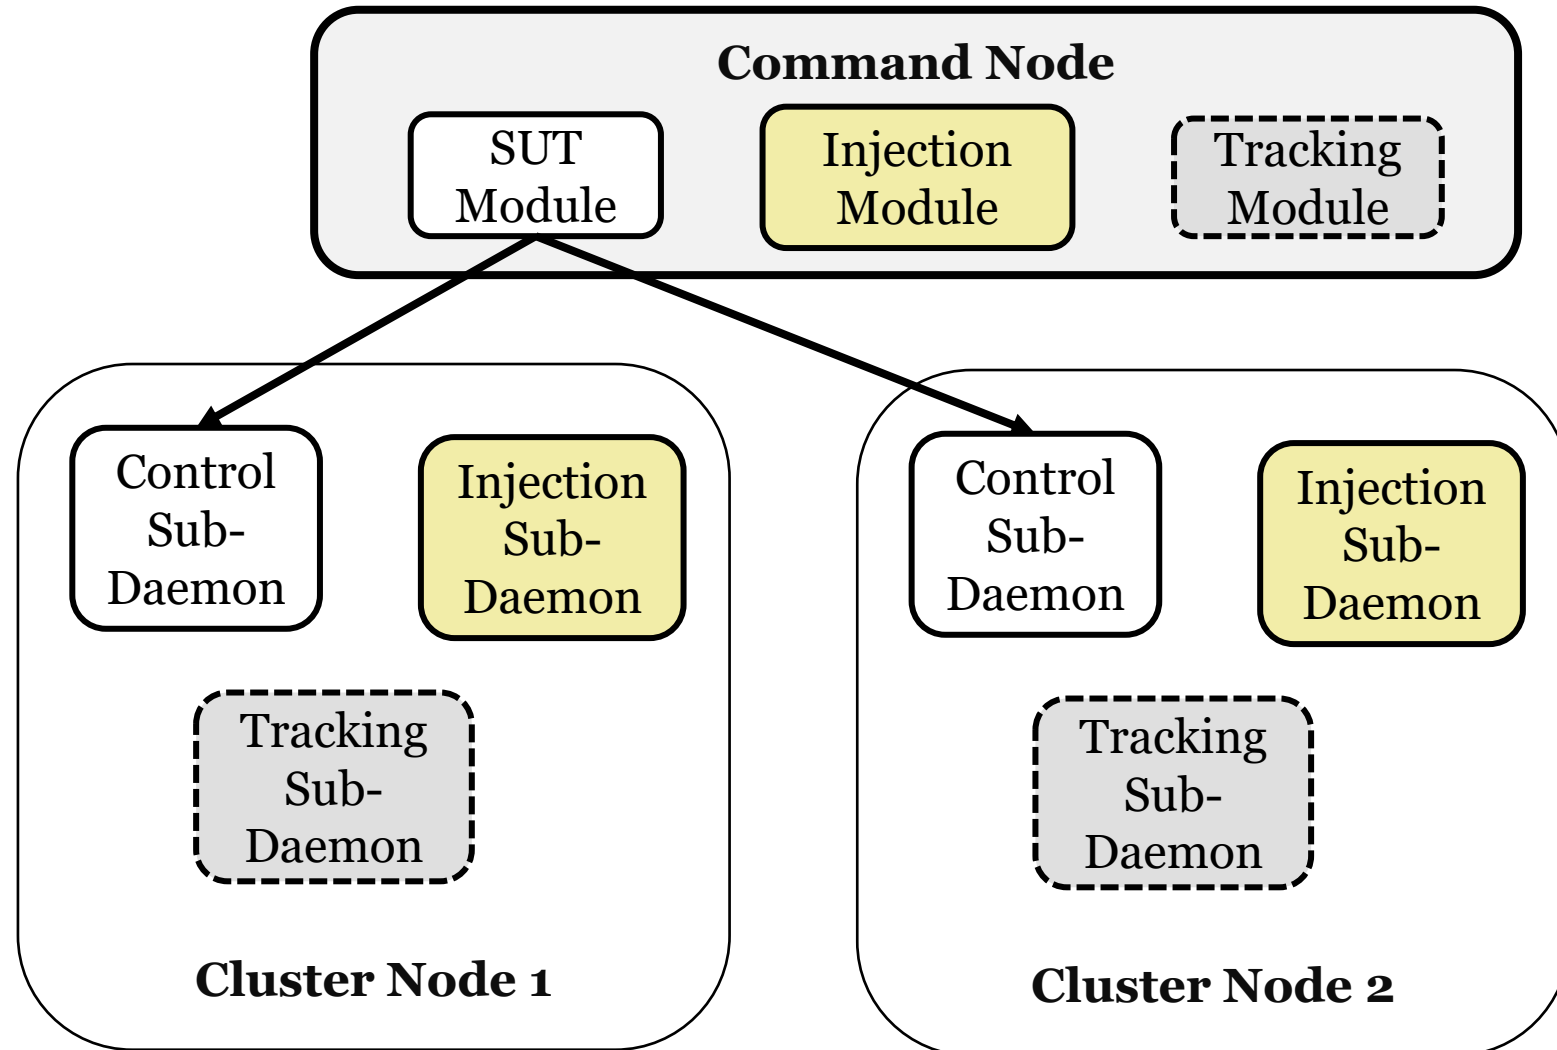 Command Node
SUT
Module
Injection
Module
Tracking
Module
Control
Sub-
Daemon
Injection
Sub-
Daemon
Tracking
Sub-
Daemon
Cluster Node 1
Control
Sub-
Daemon
Injection
Sub-
Daemon
Tracking
Sub-
Daemon
Cluster Node 2